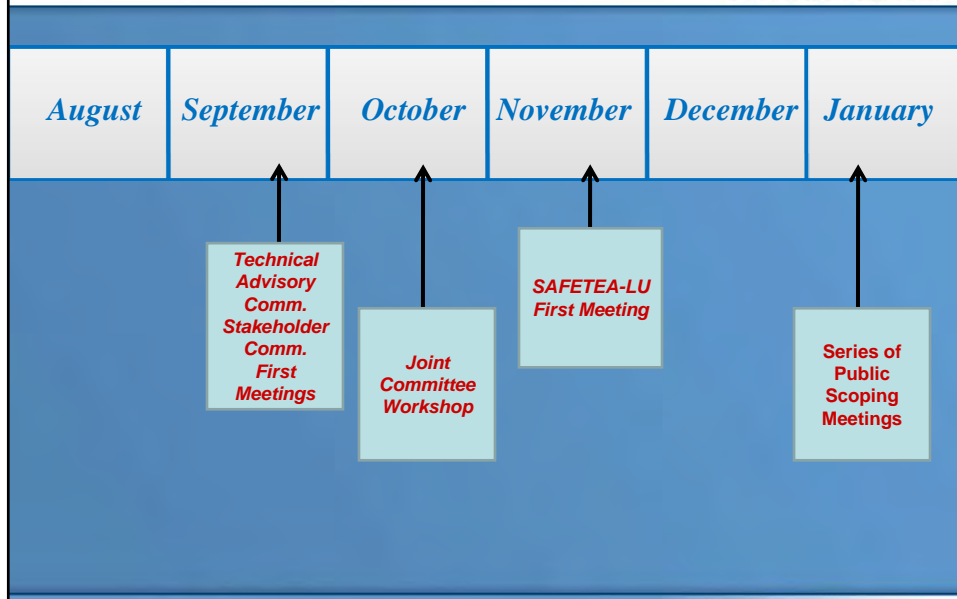 August September October November December January
Technical
Advisory
Comm.
Stakeholder
Comm.
First
Meetings
Joint
Committee
Workshop
SAFETEA-LU
First Meeting
Series of
Public
Scoping
Meetings